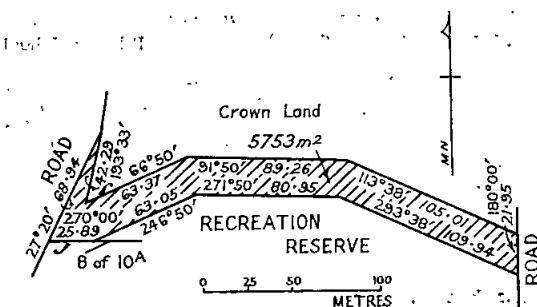 Crown Land
5753m²
MN
ROAD
27°20′ 68·94
42·29
193°33′
66°50′
63·37
91°50′ 89·26
271°50′ 80·95
113°38′ 105·01
293°38′ 109·94
180°00′
21·95
270°00′
25·89
63·05
246°50′
RECREATION
RESERVE
8 of 10A
ROAD
0 50 100
METRES